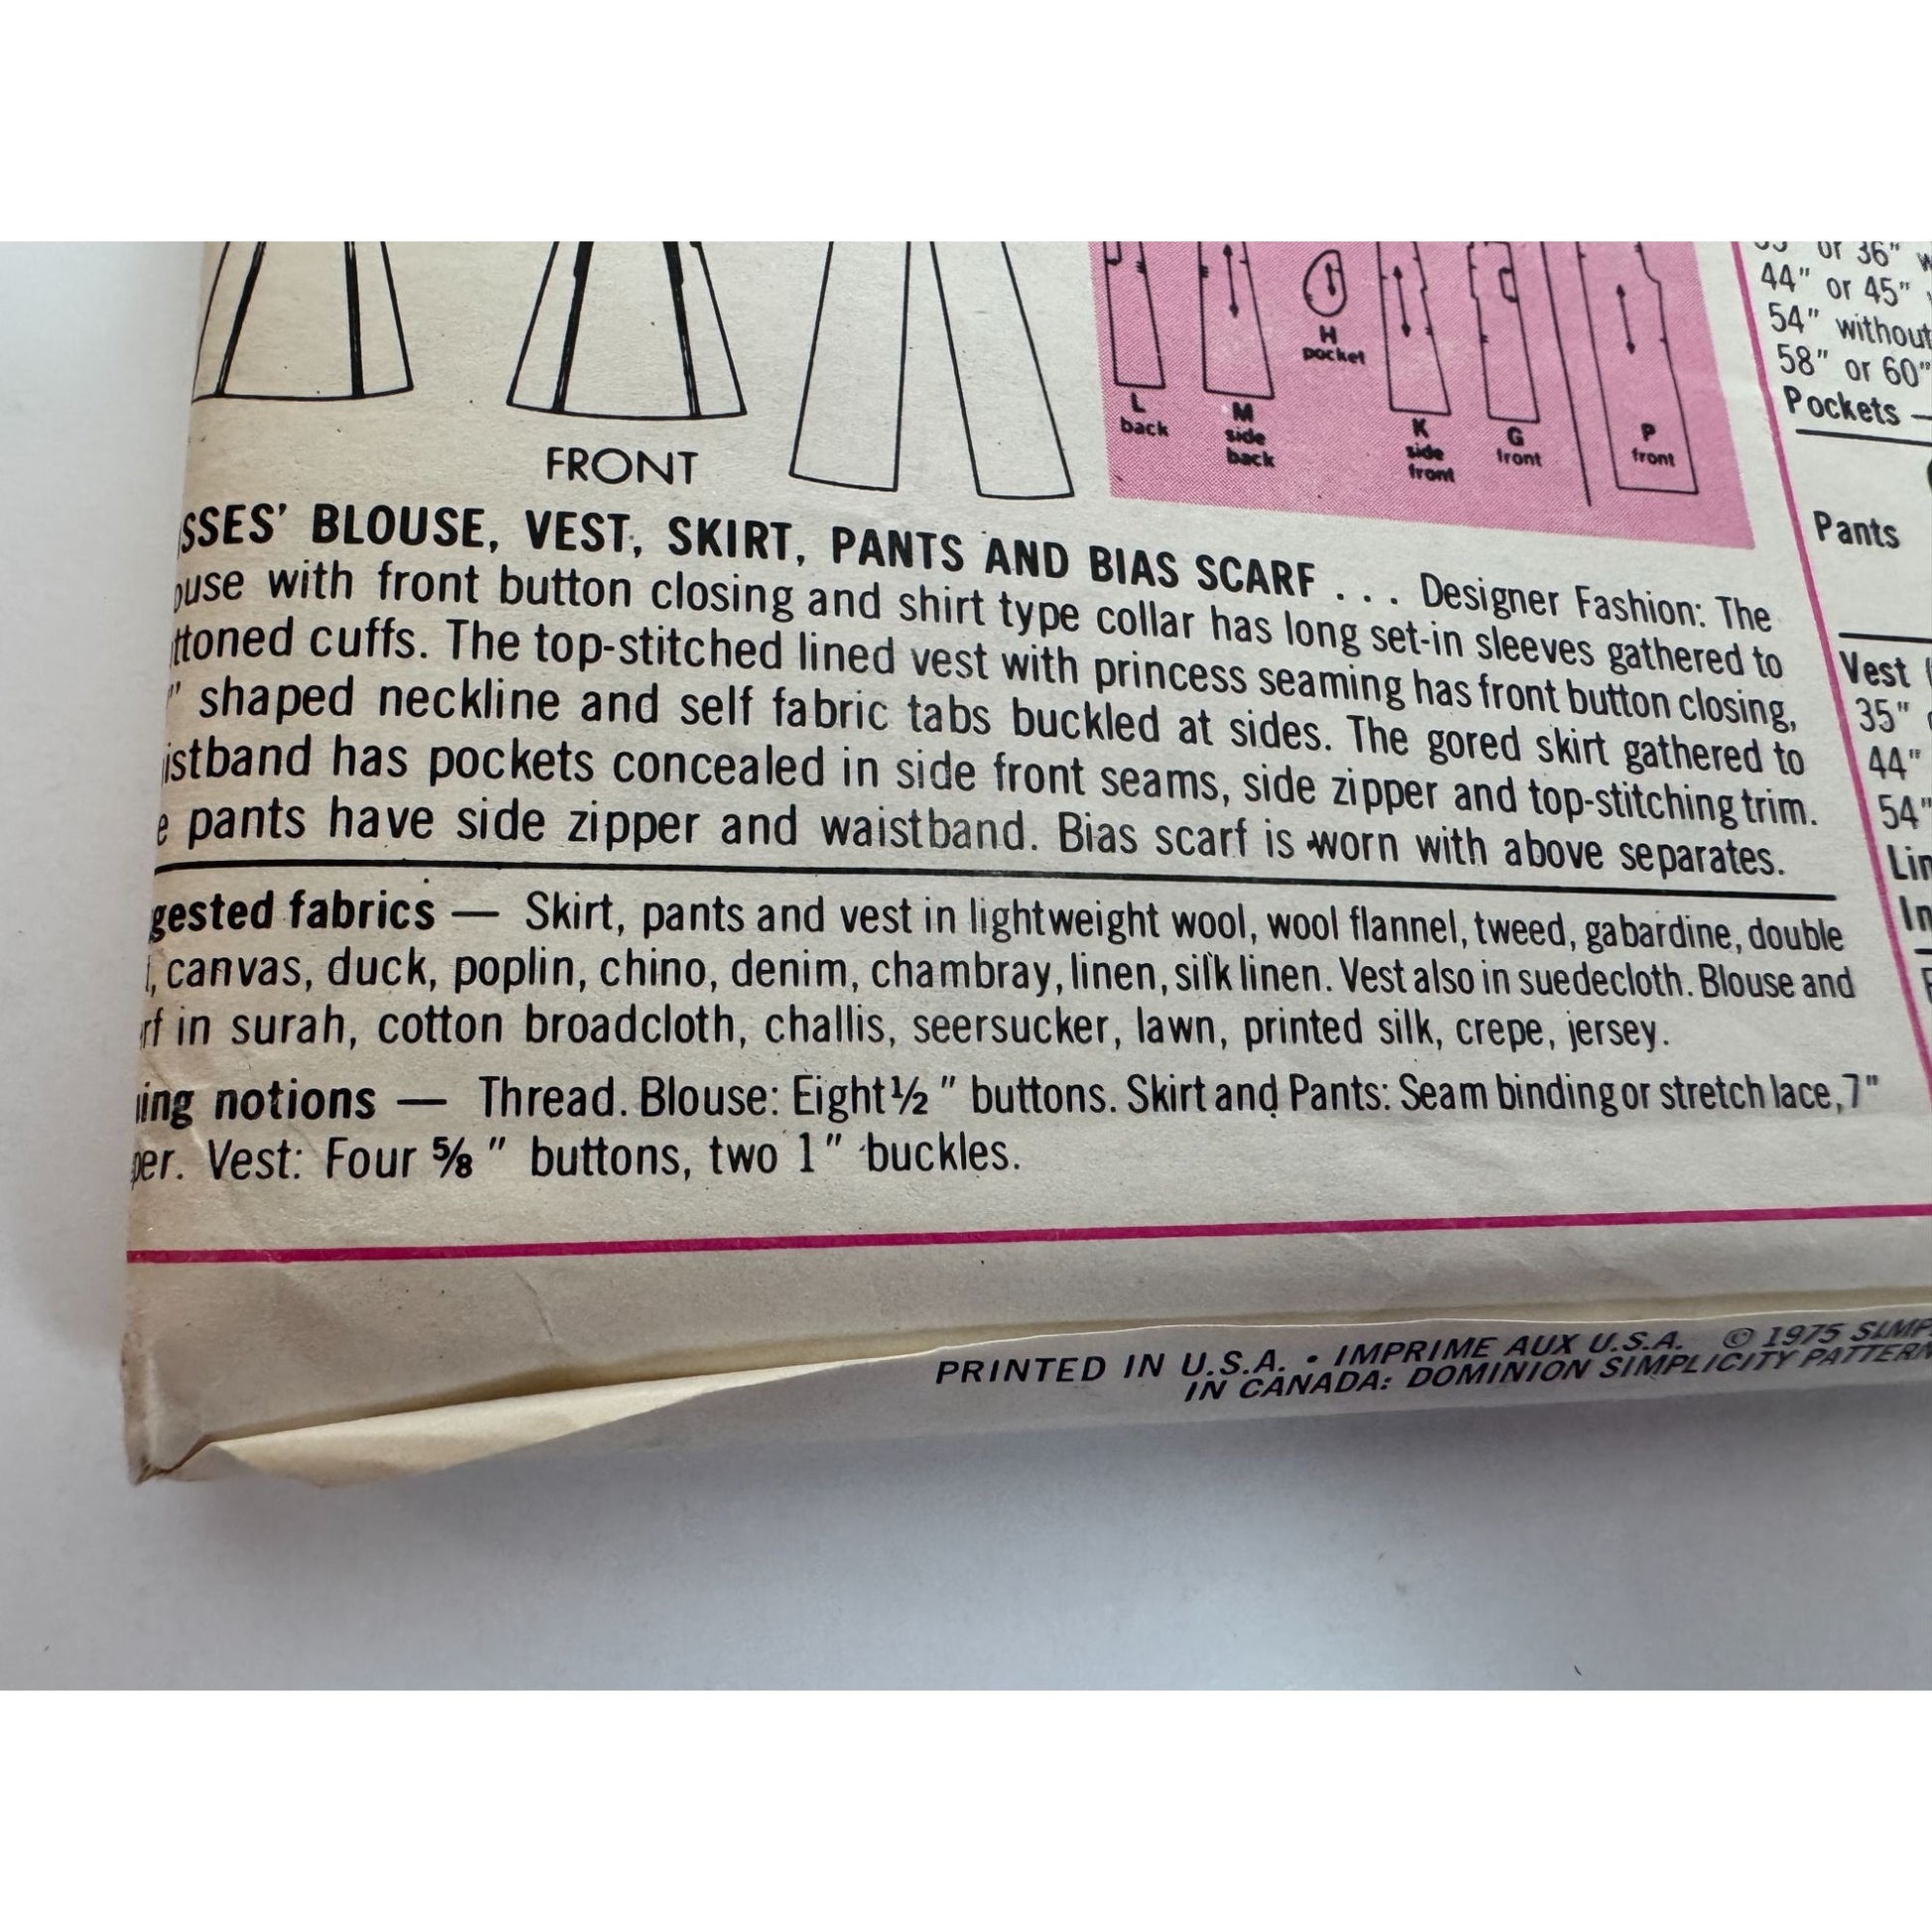 or 36"
44" or 45"
54" without
58" or 60"
Pockets —
L
back
M
side
back
H
pocket
K
side
front
G
front
P
front
FRONT
SSES' BLOUSE, VEST, SKIRT, PANTS AND BIAS SCARF . . . Designer Fashion: The
ouse with front button closing and shirt type collar has long set-in sleeves gathered to
ttoned cuffs. The top-stitched lined vest with princess seaming has front button closing,
" shaped neckline and self fabric tabs buckled at sides. The gored skirt gathered to
istband has pockets concealed in side front seams, side zipper and top-stitching trim.
e pants have side zipper and waistband. Bias scarf is worn with above separates.
gested fabrics — Skirt, pants and vest in lightweight wool, wool flannel, tweed, gabardine, double
, canvas, duck, poplin, chino, denim, chambray, linen, silk linen. Vest also in suedecloth. Blouse and
rf in surah, cotton broadcloth, challis, seersucker, lawn, printed silk, crepe, jersey.
ing notions — Thread. Blouse: Eight ½ " buttons. Skirt and Pants: Seam binding or stretch lace, 7"
per. Vest: Four ⅝ " buttons, two 1" buckles.
Pants
Vest
35"
44"
54"
Lin
In
PRINTED IN U.S.A. • IMPRIME AUX U.S.A. © 1975 SIMP
IN CANADA: DOMINION SIMPLICITY PATTERN